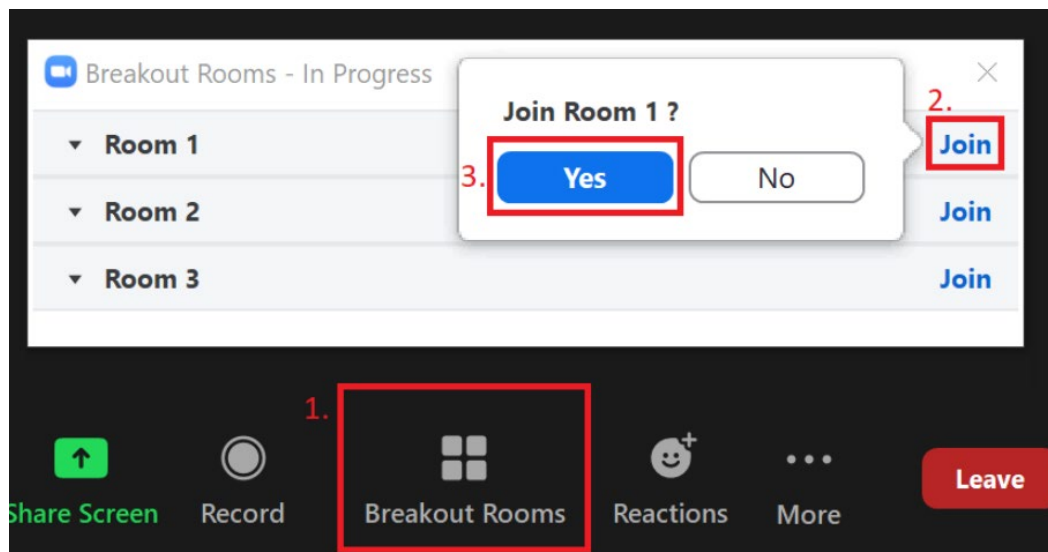 Breakout Rooms - In Progress
Join Room 1 ?
2.
Room 1
Join
3.
Yes
No
Room 2
Join
Room 3
Join
1.
Share Screen
Record
Breakout Rooms
Reactions
More
Leave